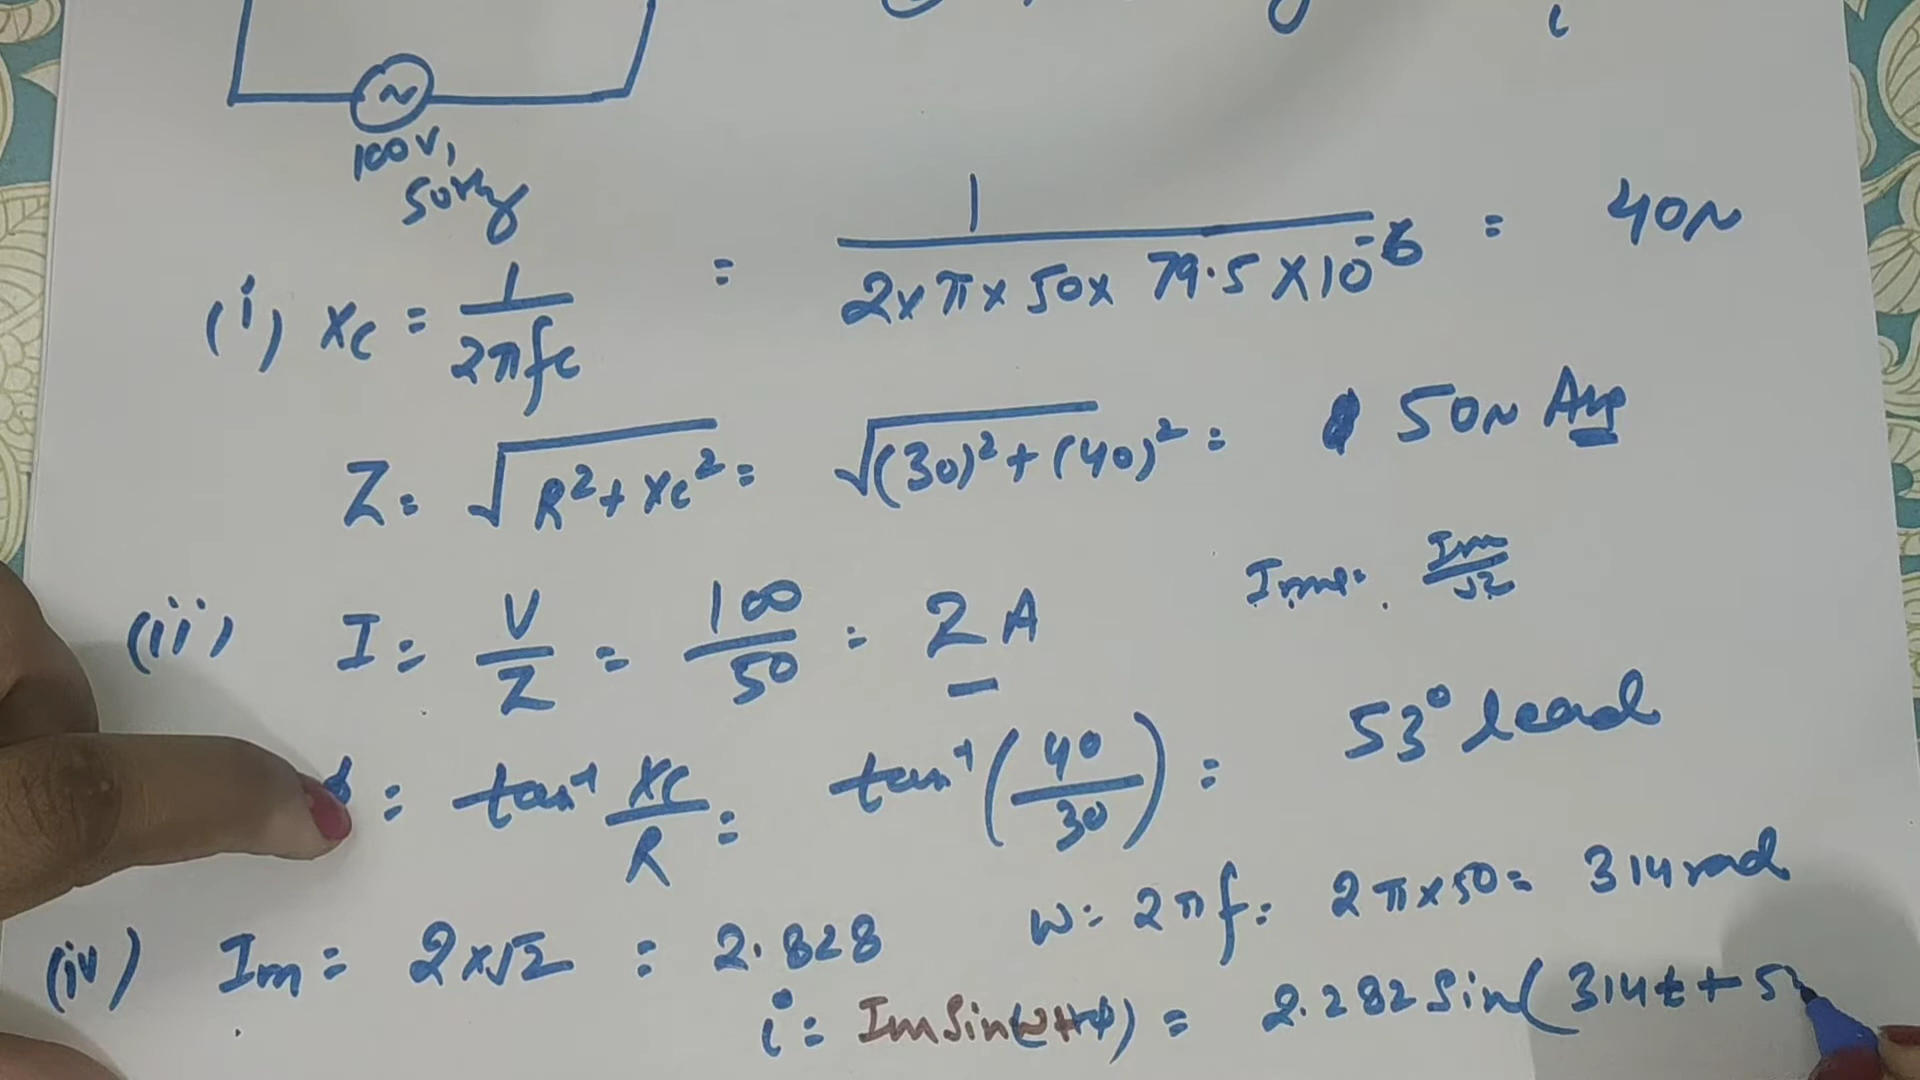 i
100V,
50Hz
(i) Xc = 1/2πfc = 1/2×π×50×79.5×10^-6 = 40Ω
Z = √R²+Xc² = √(30)²+(40)² = 50Ω Ans
Irms = Im/√2
(ii) I = V/Z = 100/50 = 2A
ϕ = tan⁻¹ Xc/R = tan⁻¹(40/30) = 53° lead
ω = 2πf = 2π×50 = 314rad
(iv) Im = 2×√2 = 2.828
i = Im Sin(ωt+ϕ) = 2.282 Sin(314t+5